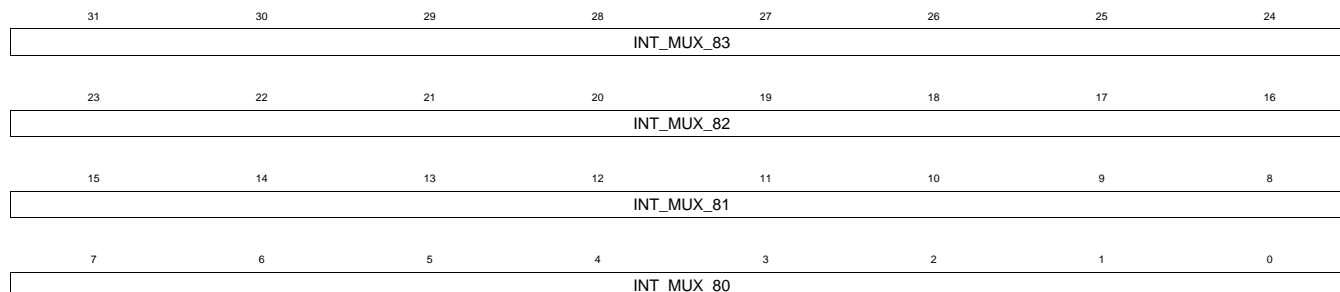 31 30 29 28 27 26 25 24
INT_MUX_83
23 22 21 20 19 18 17 16
INT_MUX_82
15 14 13 12 11 10 9 8
INT_MUX_81
7 6 5 4 3 2 1 0
INT_MUX_80